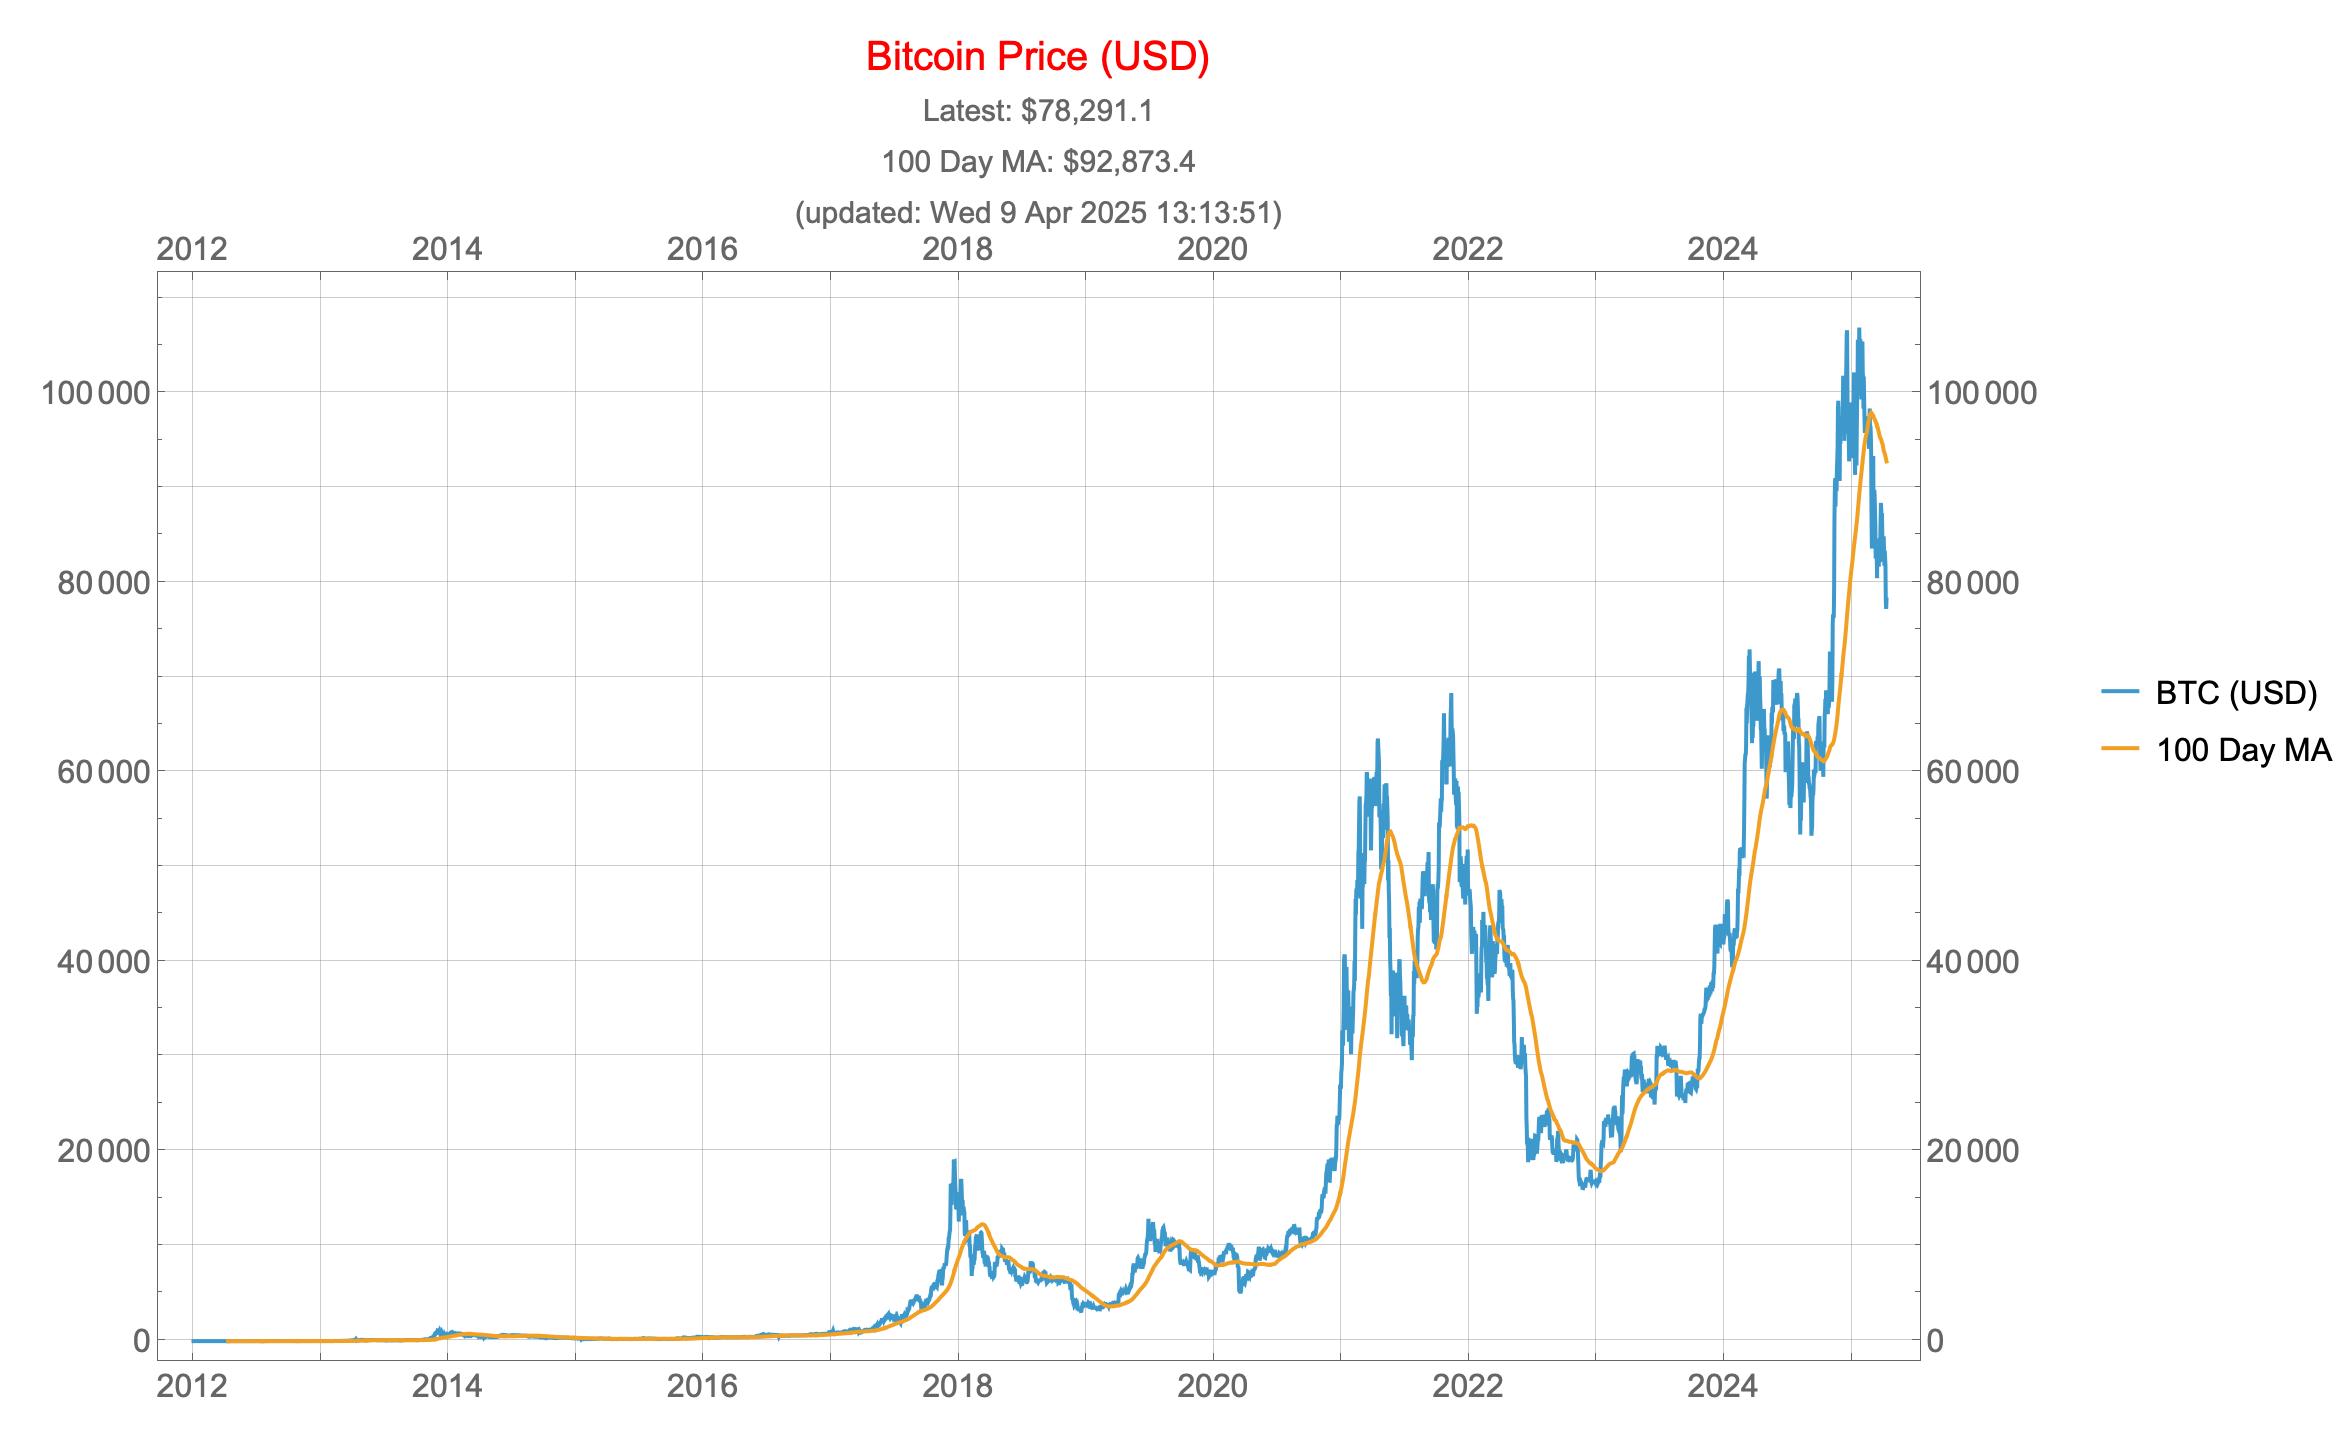 Bitcoin Price (USD)
Latest: $78,291.1
100 Day MA: $92,873.4
(updated: Wed 9 Apr 2025 13:13:51)
2012 2014 2016 2018 2020 2022 2024
100 000 100 000
80 000 80 000
BTC (USD)
100 Day MA
60 000 60 000
40 000 40 000
20 000 20 000
0 0
2012 2014 2016 2018 2020 2022 2024